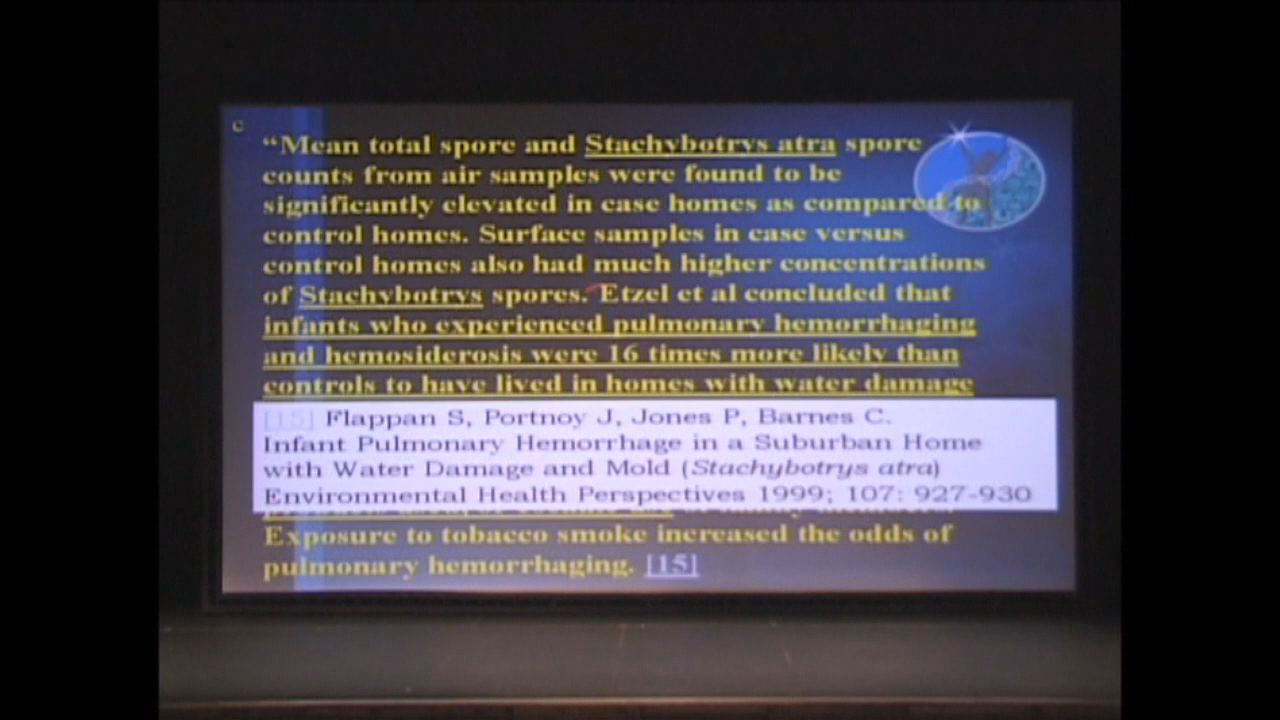 c
“Mean total spore and Stachybotrys atra spore
counts from air samples were found to be
significantly elevated in case homes as compared to
control homes. Surface samples in case versus
control homes also had much higher concentrations
of Stachybotrys spores. Etzel et al concluded that
infants who experienced pulmonary hemorrhaging
and hemosiderosis were 16 times more likely than
controls to have lived in homes with water damage
[15] Flappan S, Portnoy J, Jones P, Barnes C.
Infant Pulmonary Hemorrhage in a Suburban Home
with Water Damage and Mold (Stachybotrys atra)
Environmental Health Perspectives 1999; 107: 927-930
Exposure to tobacco smoke increased the odds of
pulmonary hemorrhaging. [15]